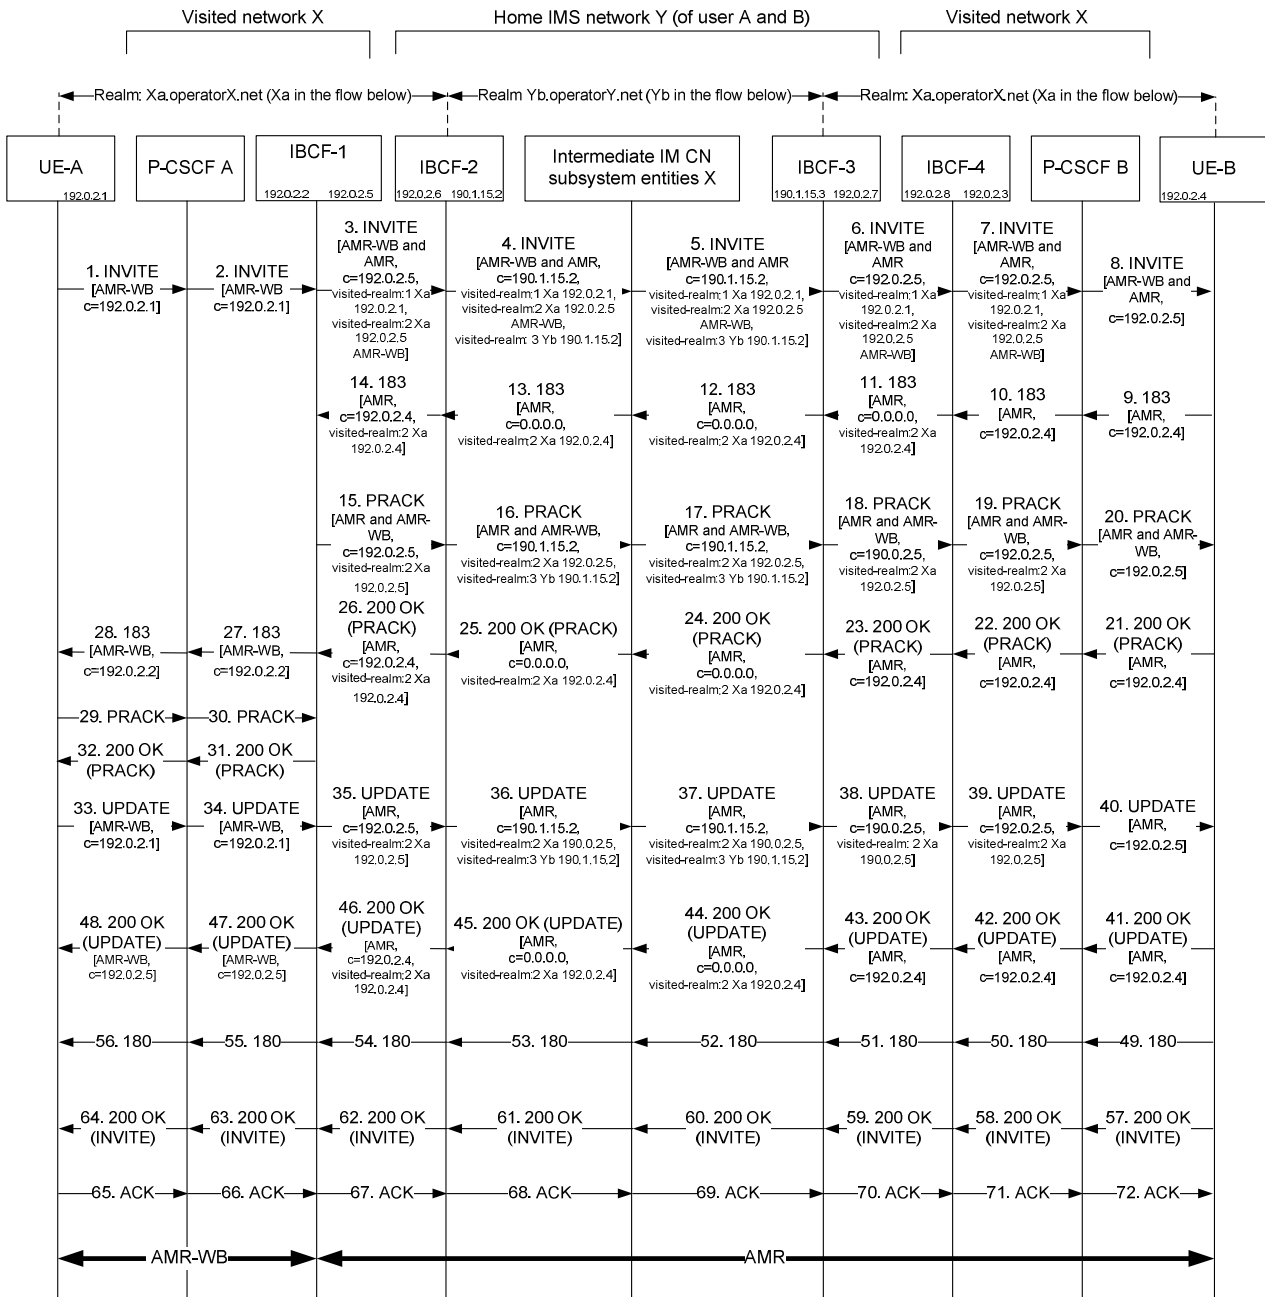 Visited network X
Home IMS network Y (of user A and B)
Visited network X
Realm: Xa.operatorX.net (Xa in the flow below)
Realm Yb.operatorY.net (Yb in the flow below)
Realm: Xa.operatorX.net (Xa in the flow below)
UE-A
192.0.2.1
P-CSCF A
IBCF-1
192.0.2.2
192.0.2.5
IBCF-2
192.0.2.6
190.1.15.2
Intermediate IM CN
subsystem entities X
IBCF-3
190.1.15.3
192.0.2.7
IBCF-4
192.0.2.8
192.0.2.3
P-CSCF B
UE-B
192.0.2.4
1. INVITE
[AMR-WB
c=192.0.2.1]
2. INVITE
[AMR-WB
c=192.0.2.1]
3. INVITE
[AMR-WB and
AMR,
c=192.0.2.5,
visited-realm:1 Xa
192.0.2.1,
visited-realm:2 Xa
192.0.2.5
AMR-WB]
4. INVITE
[AMR-WB and AMR,
c=190.1.15.2,
visited-realm:1 Xa 192.0.2.1,
visited-realm:2 Xa 192.0.2.5
AMR-WB,
visited-realm: 3 Yb 190.1.15.2]
5. INVITE
[AMR-WB and AMR
c=190.1.15.2,
visited-realm:1 Xa 192.0.2.1,
visited-realm:2 Xa 192.0.2.5
AMR-WB,
visited-realm:3 Yb 190.1.15.2]
6. INVITE
[AMR-WB and
AMR
c=192.0.2.5,
visited-realm:1 Xa
192.0.2.1,
visited-realm:2 Xa
192.0.2.5
AMR-WB]
7. INVITE
[AMR-WB and
AMR,
c=192.0.2.5,
visited-realm:1 Xa
192.0.2.1,
visited-realm:2 Xa
192.0.2.5
AMR-WB]
8. INVITE
[AMR-WB and
AMR,
c=192.0.2.5]
14. 183
[AMR,
c=192.0.2.4,
visited-realm:2 Xa
192.0.2.4]
13. 183
[AMR,
c=0.0.0.0,
visited-realm:2 Xa 192.0.2.4]
12. 183
[AMR,
c=0.0.0.0,
visited-realm:2 Xa 192.0.2.4]
11. 183
[AMR,
c=0.0.0.0,
visited-realm:2 Xa
192.0.2.4]
10. 183
[AMR,
c=192.0.2.4]
9. 183
[AMR,
c=192.0.2.4]
15. PRACK
[AMR and AMR-
WB,
c=192.0.2.5,
visited-realm:2 Xa
192.0.2.5]
16. PRACK
[AMR and AMR-WB,
c=190.1.15.2,
visited-realm:2 Xa 192.0.2.5,
visited-realm:3 Yb 190.1.15.2]
17. PRACK
[AMR and AMR-WB,
c=190.1.15.2,
visited-realm:2 Xa 192.0.2.5,
visited-realm:3 Yb 190.1.15.2]
18. PRACK
[AMR and AMR-
WB,
c=190.0.2.5,
visited-realm:2 Xa
192.0.2.5]
19. PRACK
[AMR and AMR-
WB,
c=192.0.2.5,
visited-realm:2 Xa
192.0.2.5]
20. PRACK
[AMR and AMR-
WB,
c=192.0.2.5]
28. 183
[AMR-WB,
c=192.0.2.2]
27. 183
[AMR-WB,
c=192.0.2.2]
26. 200 OK
(PRACK)
[AMR,
c=192.0.2.4,
visited-realm:2 Xa
192.0.2.4]
25. 200 OK (PRACK)
[AMR,
c=0.0.0.0,
visited-realm:2 Xa 192.0.2.4]
24. 200 OK
(PRACK)
[AMR,
c=0.0.0.0,
visited-realm:2 Xa 192.0.2.4]
23. 200 OK
(PRACK)
[AMR,
c=192.0.2.4]
22. 200 OK
(PRACK)
[AMR,
c=192.0.2.4]
21. 200 OK
(PRACK)
[AMR,
c=192.0.2.4]
29. PRACK
30. PRACK
32. 200 OK
(PRACK)
31. 200 OK
(PRACK)
33. UPDATE
[AMR-WB,
c=192.0.2.1]
34. UPDATE
[AMR-WB,
c=192.0.2.1]
35. UPDATE
[AMR,
c=192.0.2.5,
visited-realm:2 Xa
192.0.2.5]
36. UPDATE
[AMR,
c=190.1.15.2,
visited-realm:2 Xa 190.0.2.5,
visited-realm:3 Yb 190.1.15.2]
37. UPDATE
[AMR,
c=190.1.15.2,
visited-realm:2 Xa 190.0.2.5,
visited-realm:3 Yb 190.1.15.2]
38. UPDATE
[AMR,
c=190.0.2.5,
visited-realm: 2 Xa
190.0.2.5]
39. UPDATE
[AMR,
c=192.0.2.5,
visited-realm:2 Xa
192.0.2.5]
40. UPDATE
[AMR,
c=192.0.2.5]
48. 200 OK
(UPDATE)
[AMR-WB,
c=192.0.2.5]
47. 200 OK
(UPDATE)
[AMR-WB,
c=192.0.2.5]
46. 200 OK
(UPDATE)
[AMR,
c=192.0.2.4,
visited-realm:2 Xa
192.0.2.4]
45. 200 OK (UPDATE)
[AMR,
c=0.0.0.0,
visited-realm:2 Xa 192.0.2.4]
44. 200 OK
(UPDATE)
[AMR,
c=0.0.0.0,
visited-realm:2 Xa 192.0.2.4]
43. 200 OK
(UPDATE)
[AMR,
c=192.0.2.4]
42. 200 OK
(UPDATE)
[AMR,
c=192.0.2.4]
41. 200 OK
(UPDATE)
[AMR,
c=192.0.2.4]
56. 180
55. 180
54. 180
53. 180
52. 180
51. 180
50. 180
49. 180
64. 200 OK
(INVITE)
63. 200 OK
(INVITE)
62. 200 OK
(INVITE)
61. 200 OK
(INVITE)
60. 200 OK
(INVITE)
59. 200 OK
(INVITE)
58. 200 OK
(INVITE)
57. 200 OK
(INVITE)
65. ACK
66. ACK
67. ACK
68. ACK
69. ACK
70. ACK
71. ACK
72. ACK
AMR-WB
AMR